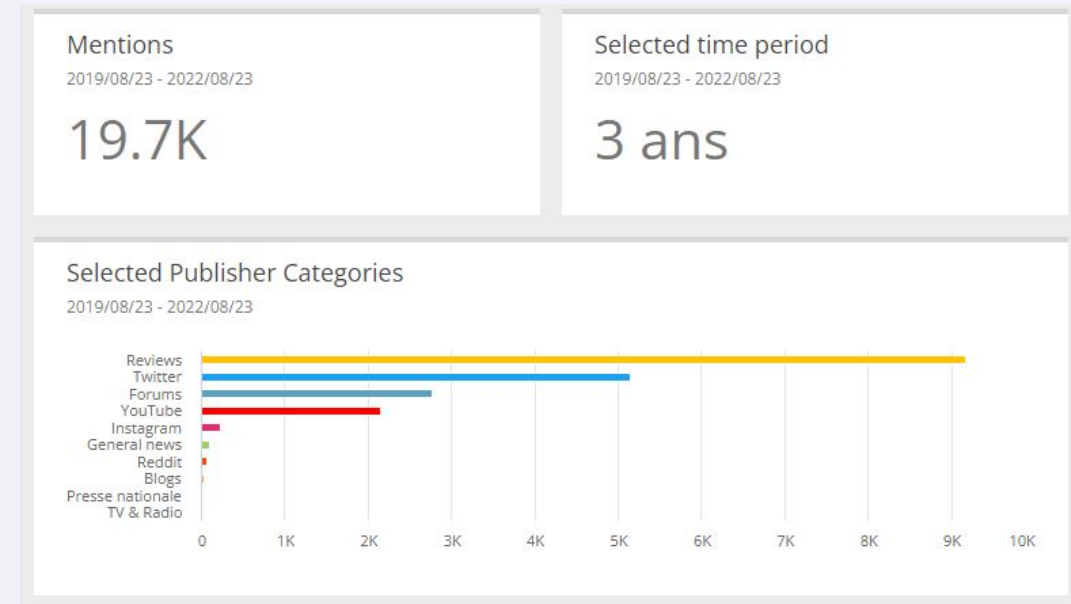 Mentions
2019/08/23 - 2022/08/23
19.7K
Selected time period
2019/08/23 - 2022/08/23
3 ans
Selected Publisher Categories
2019/08/23 - 2022/08/23
Reviews
Twitter
Forums
YouTube
Instagram
General news
Reddit
Blogs
Presse nationale
TV & Radio
0 1K 2K 3K 4K 5K 6K 7K 8K 9K 10K